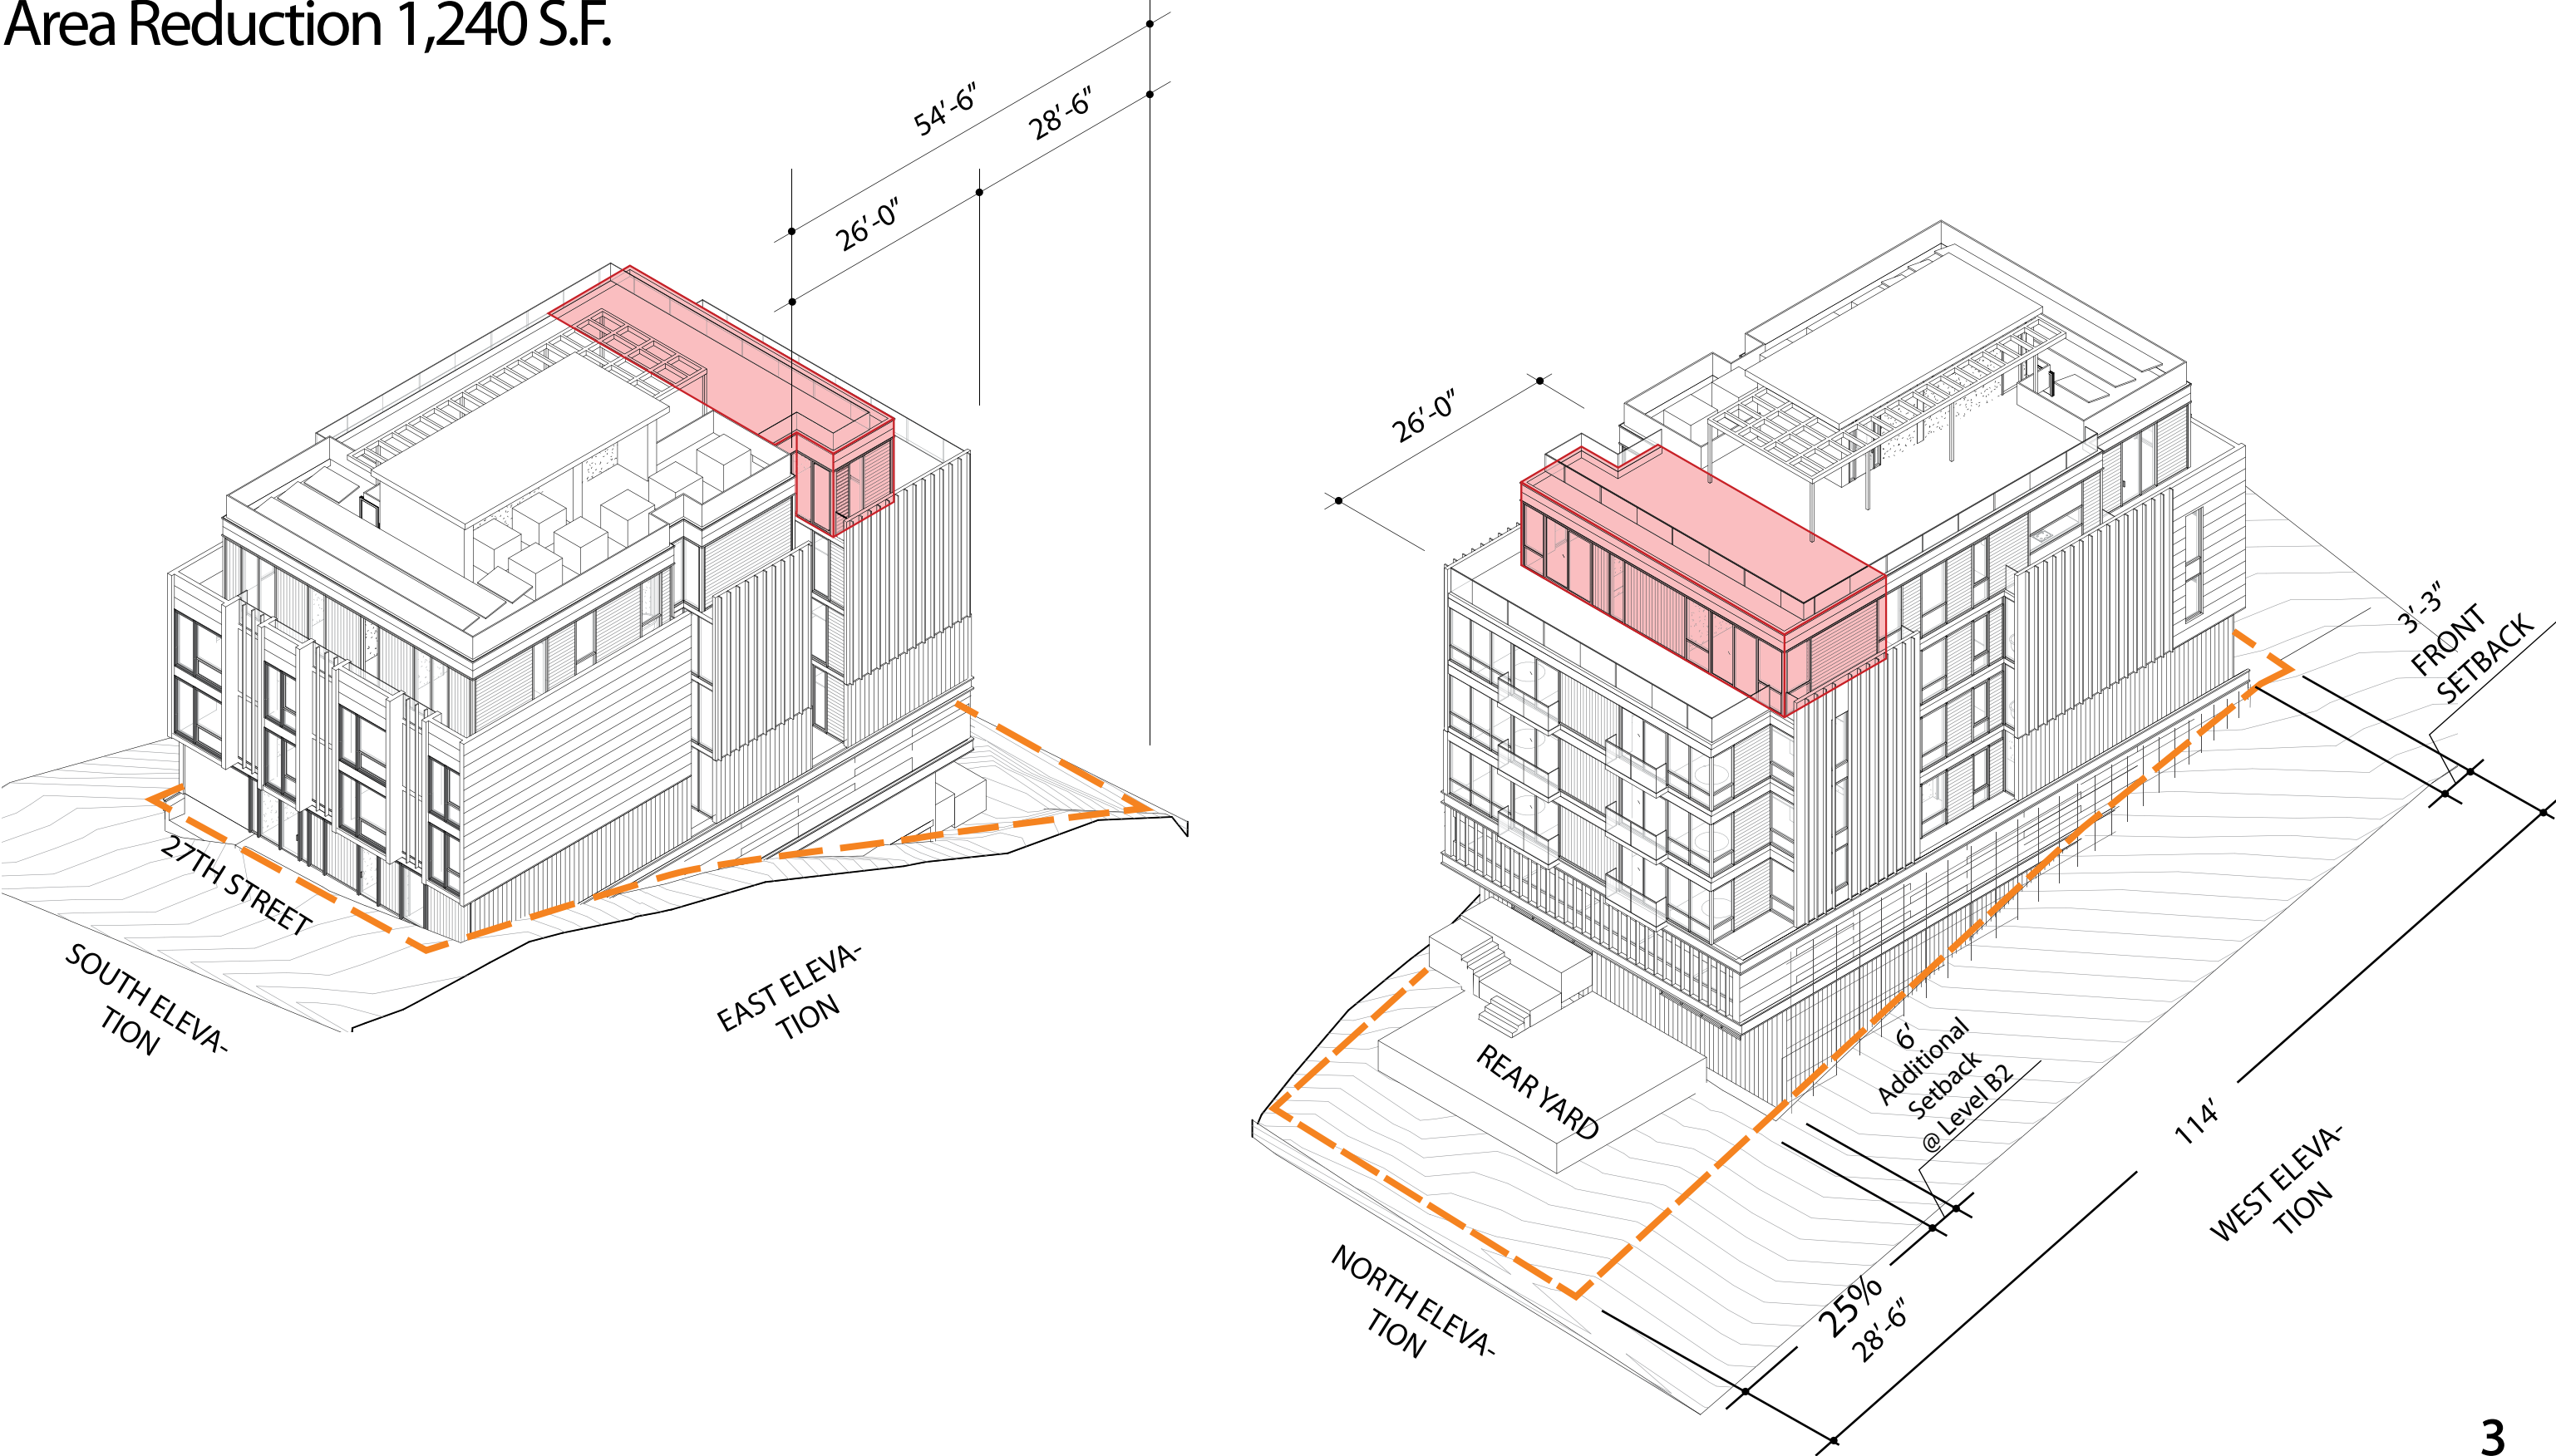 Area Reduction 1,240 S.F.
54'-6"
28'-6"
26'-0"
27TH STREET
SOUTH ELEVA-
TION
EAST ELEVA-
TION
26'-0"
3'-3"
FRONT
SETBACK
REAR YARD
6'
Additional
Setback
@ Level B2
114'
WEST ELEVA-
TION
25%
28'-6"
NORTH ELEVA-
TION
3